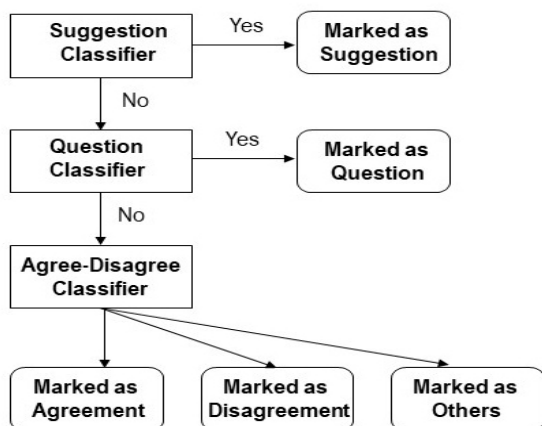 Suggestion
Classifier
Yes
Marked as
Suggestion
No
Question
Classifier
Yes
Marked as
Question
No
Agree-Disagree
Classifier
Marked as
Agreement
Marked as
Disagreement
Marked as
Others